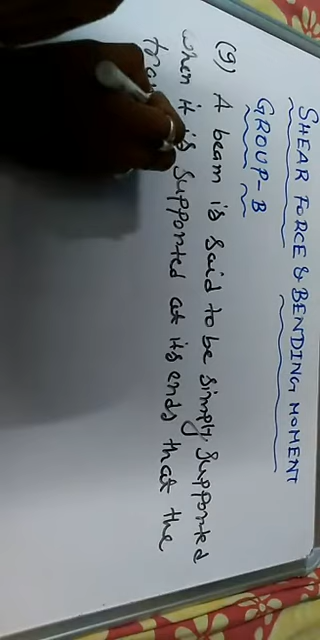 SHEAR FORCE & BENDING MOMENT
GROUP-B
(9) A beam is said to be simply supported
when it is supported at its ends that the